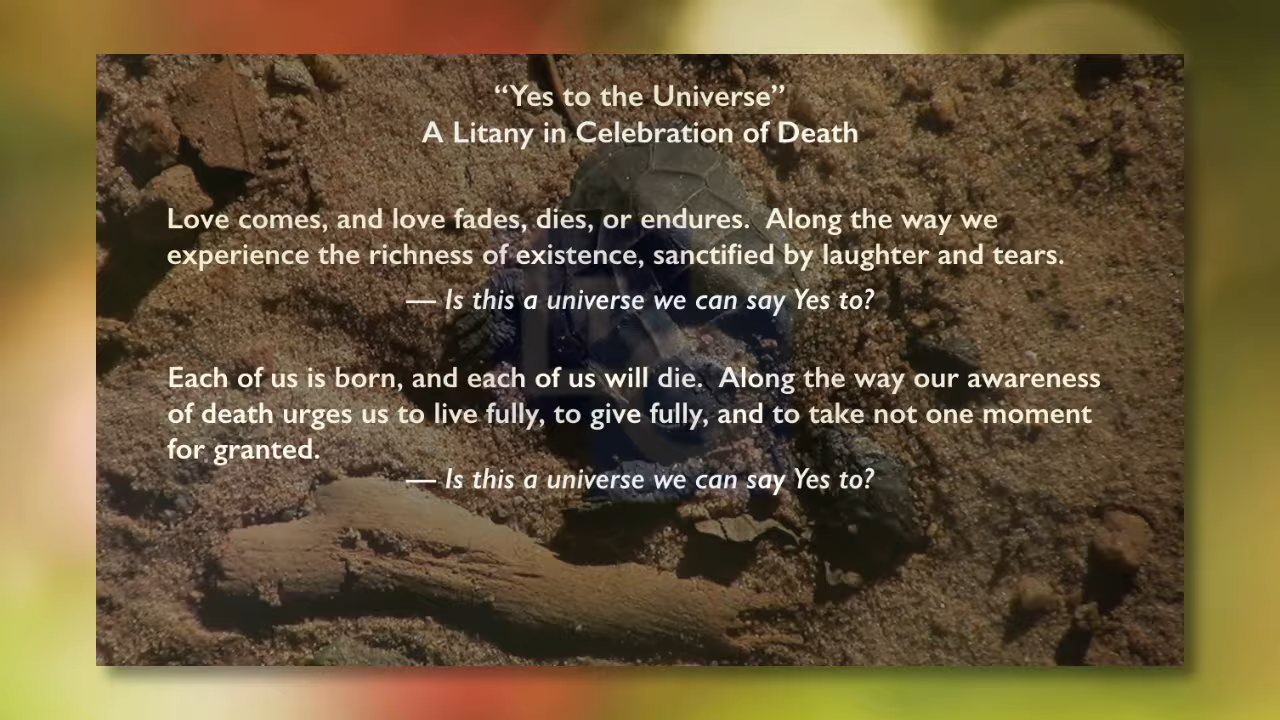 “Yes to the Universe”
A Litany in Celebration of Death
Love comes, and love fades, dies, or endures.  Along the way we
experience the richness of existence, sanctified by laughter and tears.
— Is this a universe we can say Yes to?
Each of us is born, and each of us will die.  Along the way our awareness
of death urges us to live fully, to give fully, and to take not one moment
for granted.
— Is this a universe we can say Yes to?